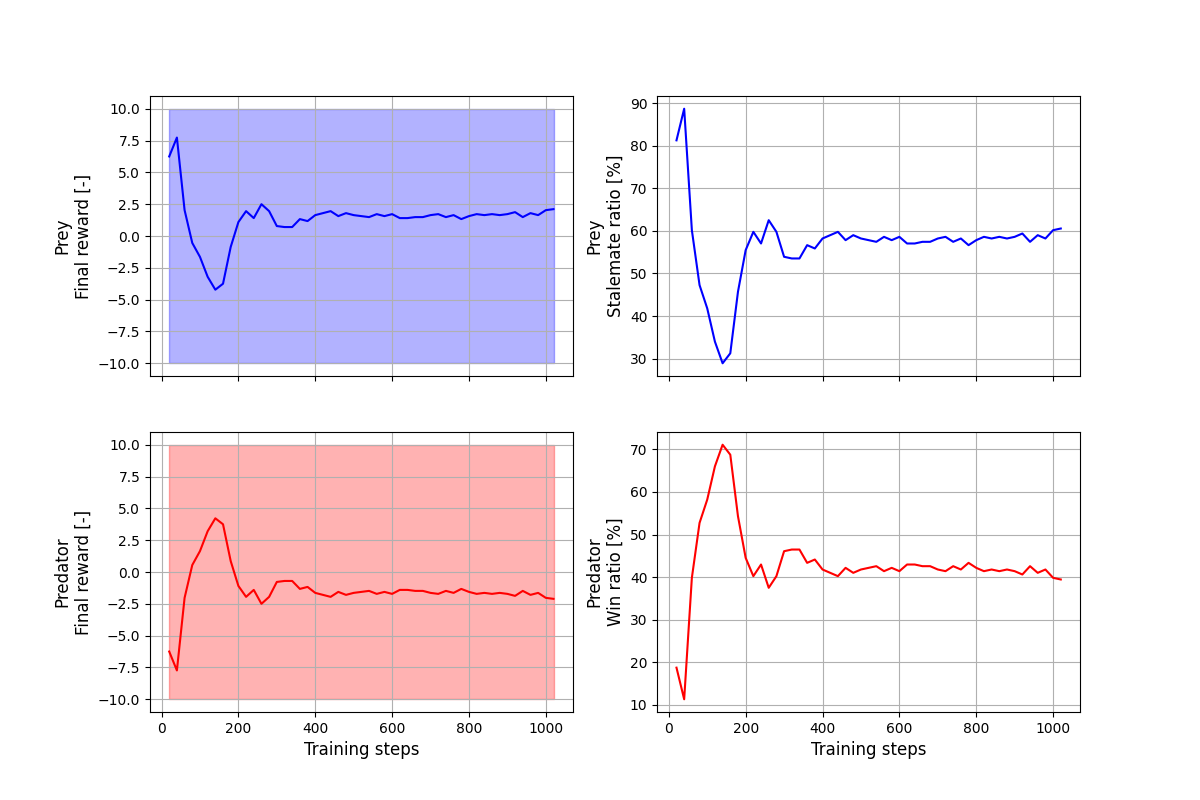 10.0
7.5
5.0
2.5
0.0
−2.5
−5.0
−7.5
−10.0
Prey
Final reward [-]
90
80
70
60
50
40
30
Prey
Stalemate ratio [%]
10.0
7.5
5.0
2.5
0.0
−2.5
−5.0
−7.5
−10.0
Predator
Final reward [-]
0 200 400 600 800 1000
Training steps
70
60
50
40
30
20
10
Predator
Win ratio [%]
0 200 400 600 800 1000
Training steps